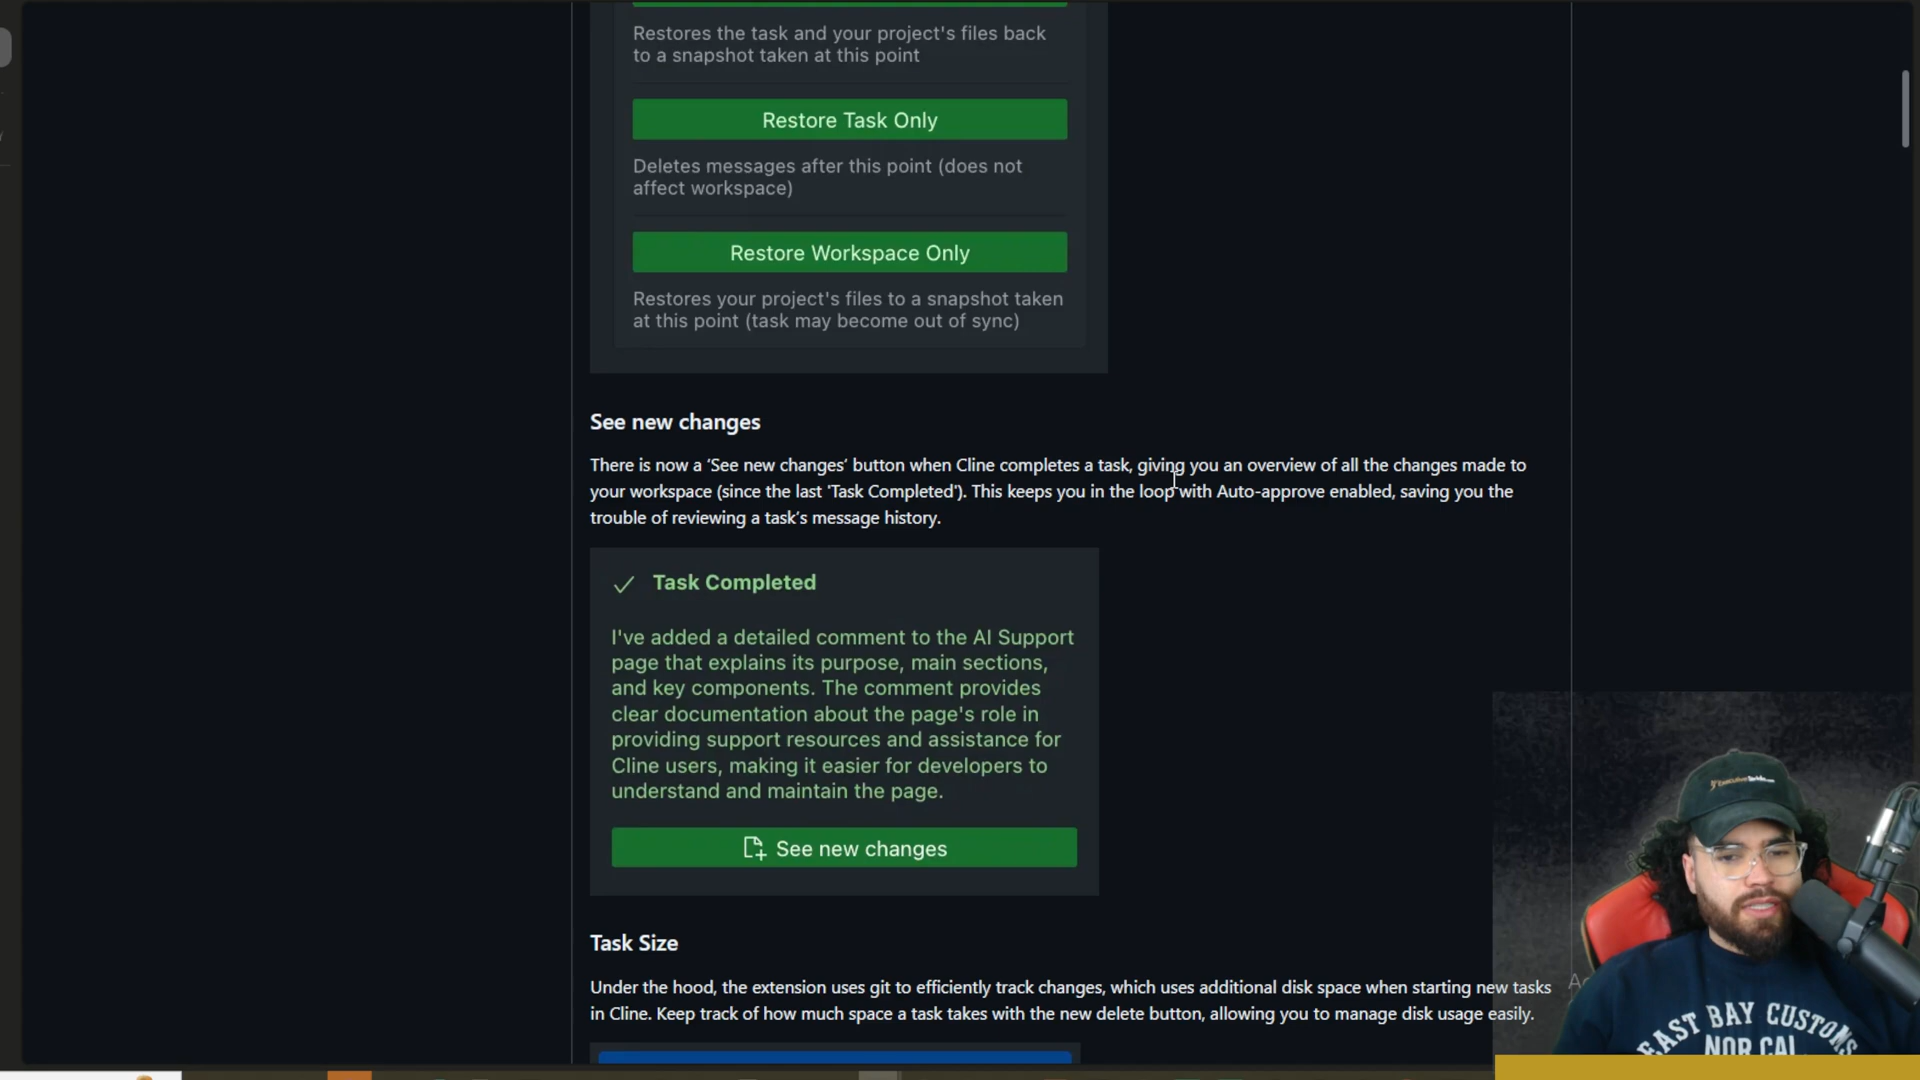 Restores the task and your project's files back
to a snapshot taken at this point
Restore Task Only
Deletes messages after this point (does not
affect workspace)
Restore Workspace Only
Restores your project's files to a snapshot taken
at this point (task may become out of sync)
See new changes
There is now a ‘See new changes’ button when Cline completes a task, giving you an overview of all the changes made to
your workspace (since the last 'Task Completed'). This keeps you in the loop with Auto-approve enabled, saving you the
trouble of reviewing a task’s message history.
Task Completed
I've added a detailed comment to the AI Support
page that explains its purpose, main sections,
and key components. The comment provides
clear documentation about the page's role in
providing support resources and assistance for
Cline users, making it easier for developers to
understand and maintain the page.
See new changes
Task Size
Under the hood, the extension uses git to efficiently track changes, which uses additional disk space when starting new tasks
in Cline. Keep track of how much space a task takes with the new delete button, allowing you to manage disk usage easily.
EAST BAY CUSTOMS
NOR CAL